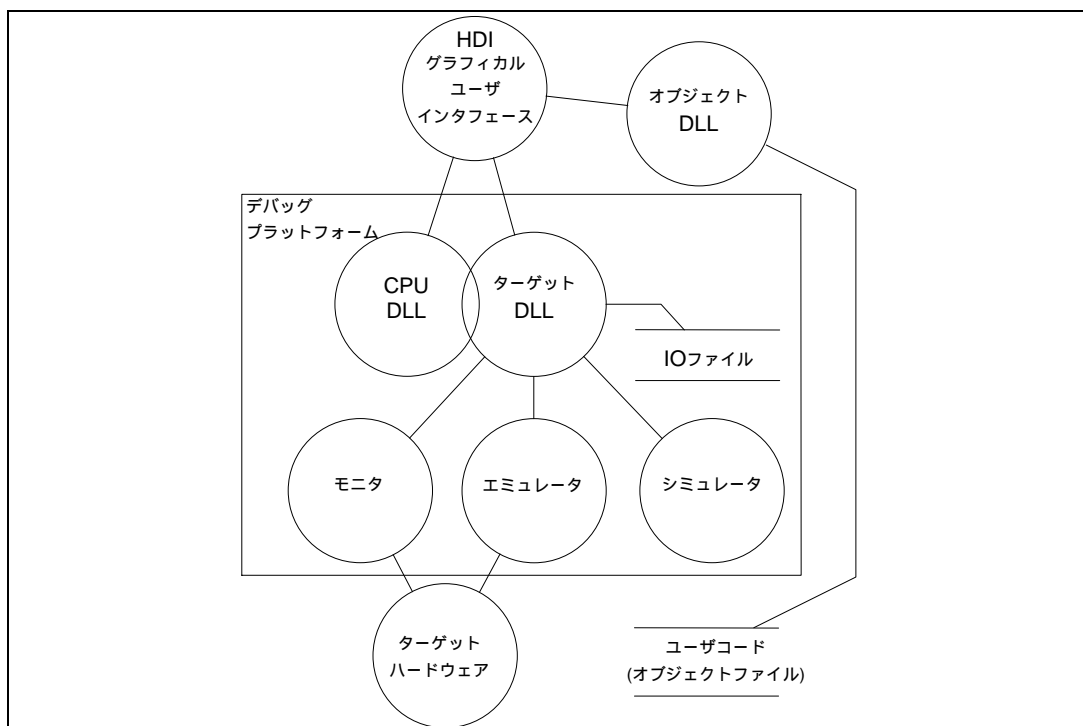 HDI
グラフィカル
ユーザ
インタフェース
オブジェクト
DLL
デバッグ
プラットフォーム
CPU
DLL
ターゲット
DLL
IOファイル
モニタ
エミュレータ
シミュレータ
ターゲット
ハードウェア
ユーザコード
(オブジェクトファイル)